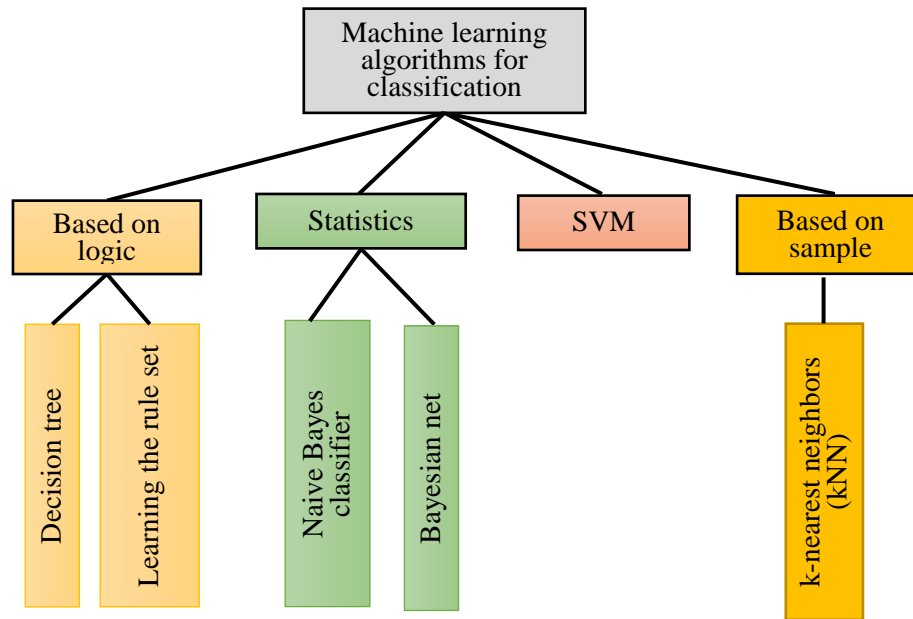 Machine learning
algorithms for
classification
Based on
logic
Statistics
SVM
Based on
sample
Decision tree
Learning the rule set
Naive Bayes
classifier
Bayesian net
k-nearest neighbors
(kNN)